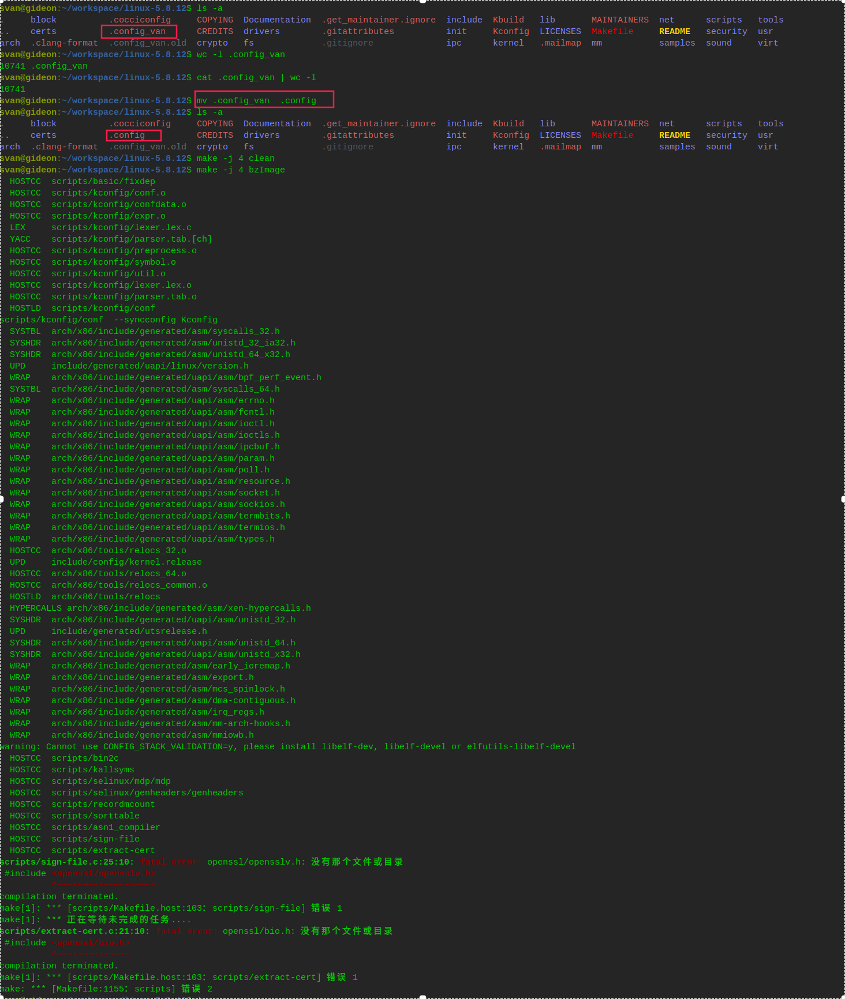 svan@gideon:~/workspace/linux-5.8.12$ ls -a
.     block          .cocciconfig     COPYING  Documentation  .get_maintainer.ignore  include  Kbuild   lib       MAINTAINERS  net      scripts   tools
..    certs          .config_van      CREDITS  drivers        .gitattributes          init     Kconfig  LICENSES  Makefile     README   security  usr
arch  .clang-format  .config_van.old  crypto   fs             .gitignore              ipc      kernel   .mailmap  mm           samples  sound     virt
svan@gideon:~/workspace/linux-5.8.12$ wc -l .config_van
10741 .config_van
svan@gideon:~/workspace/linux-5.8.12$ cat .config_van | wc -l
10741
svan@gideon:~/workspace/linux-5.8.12$ mv .config_van  .config
svan@gideon:~/workspace/linux-5.8.12$ ls -a
.     block          .cocciconfig     COPYING  Documentation  .get_maintainer.ignore  include  Kbuild   lib       MAINTAINERS  net      scripts   tools
..    certs          .config          CREDITS  drivers        .gitattributes          init     Kconfig  LICENSES  Makefile     README   security  usr
arch  .clang-format  .config_van.old  crypto   fs             .gitignore              ipc      kernel   .mailmap  mm           samples  sound     virt
svan@gideon:~/workspace/linux-5.8.12$ make -j 4 clean
svan@gideon:~/workspace/linux-5.8.12$ make -j 4 bzImage
  HOSTCC  scripts/basic/fixdep
  HOSTCC  scripts/kconfig/conf.o
  HOSTCC  scripts/kconfig/confdata.o
  HOSTCC  scripts/kconfig/expr.o
  LEX     scripts/kconfig/lexer.lex.c
  YACC    scripts/kconfig/parser.tab.[ch]
  HOSTCC  scripts/kconfig/preprocess.o
  HOSTCC  scripts/kconfig/symbol.o
  HOSTCC  scripts/kconfig/util.o
  HOSTCC  scripts/kconfig/lexer.lex.o
  HOSTCC  scripts/kconfig/parser.tab.o
  HOSTLD  scripts/kconfig/conf
scripts/kconfig/conf  --syncconfig Kconfig
  SYSTBL  arch/x86/include/generated/asm/syscalls_32.h
  SYSHDR  arch/x86/include/generated/asm/unistd_32_ia32.h
  SYSHDR  arch/x86/include/generated/asm/unistd_64_x32.h
  UPD     include/generated/uapi/linux/version.h
  WRAP    arch/x86/include/generated/uapi/asm/bpf_perf_event.h
  SYSTBL  arch/x86/include/generated/asm/syscalls_64.h
  WRAP    arch/x86/include/generated/uapi/asm/errno.h
  WRAP    arch/x86/include/generated/uapi/asm/fcntl.h
  WRAP    arch/x86/include/generated/uapi/asm/ioctl.h
  WRAP    arch/x86/include/generated/uapi/asm/ioctls.h
  WRAP    arch/x86/include/generated/uapi/asm/ipcbuf.h
  WRAP    arch/x86/include/generated/uapi/asm/param.h
  WRAP    arch/x86/include/generated/uapi/asm/poll.h
  WRAP    arch/x86/include/generated/uapi/asm/resource.h
  WRAP    arch/x86/include/generated/uapi/asm/socket.h
  WRAP    arch/x86/include/generated/uapi/asm/sockios.h
  WRAP    arch/x86/include/generated/uapi/asm/termbits.h
  WRAP    arch/x86/include/generated/uapi/asm/termios.h
  WRAP    arch/x86/include/generated/uapi/asm/types.h
  HOSTCC  arch/x86/tools/relocs_32.o
  UPD     include/config/kernel.release
  HOSTCC  arch/x86/tools/relocs_64.o
  HOSTCC  arch/x86/tools/relocs_common.o
  HOSTLD  arch/x86/tools/relocs
  HYPERCALLS arch/x86/include/generated/asm/xen-hypercalls.h
  SYSHDR  arch/x86/include/generated/uapi/asm/unistd_32.h
  UPD     include/generated/utsrelease.h
  SYSHDR  arch/x86/include/generated/uapi/asm/unistd_64.h
  SYSHDR  arch/x86/include/generated/uapi/asm/unistd_x32.h
  WRAP    arch/x86/include/generated/asm/early_ioremap.h
  WRAP    arch/x86/include/generated/asm/export.h
  WRAP    arch/x86/include/generated/asm/mcs_spinlock.h
  WRAP    arch/x86/include/generated/asm/dma-contiguous.h
  WRAP    arch/x86/include/generated/asm/irq_regs.h
  WRAP    arch/x86/include/generated/asm/mm-arch-hooks.h
  WRAP    arch/x86/include/generated/asm/mmiowb.h
warning: Cannot use CONFIG_STACK_VALIDATION=y, please install libelf-dev, libelf-devel or elfutils-libelf-devel
  HOSTCC  scripts/bin2c
  HOSTCC  scripts/kallsyms
  HOSTCC  scripts/selinux/mdp/mdp
  HOSTCC  scripts/selinux/genheaders/genheaders
  HOSTCC  scripts/recordmcount
  HOSTCC  scripts/sorttable
  HOSTCC  scripts/asn1_compiler
  HOSTCC  scripts/sign-file
  HOSTCC  scripts/extract-cert
scripts/sign-file.c:25:10: fatal error: openssl/opensslv.h: 没有那个文件或目录
 #include <openssl/opensslv.h>
          ^~~~~~~~~~~~~~~~~~~~
compilation terminated.
make[1]: *** [scripts/Makefile.host:103：scripts/sign-file] 错误 1
make[1]: *** 正在等待未完成的任务....
scripts/extract-cert.c:21:10: fatal error: openssl/bio.h: 没有那个文件或目录
 #include <openssl/bio.h>
          ^~~~~~~~~~~~~~~
compilation terminated.
make[1]: *** [scripts/Makefile.host:103：scripts/extract-cert] 错误 1
make: *** [Makefile:1155：scripts] 错误 2